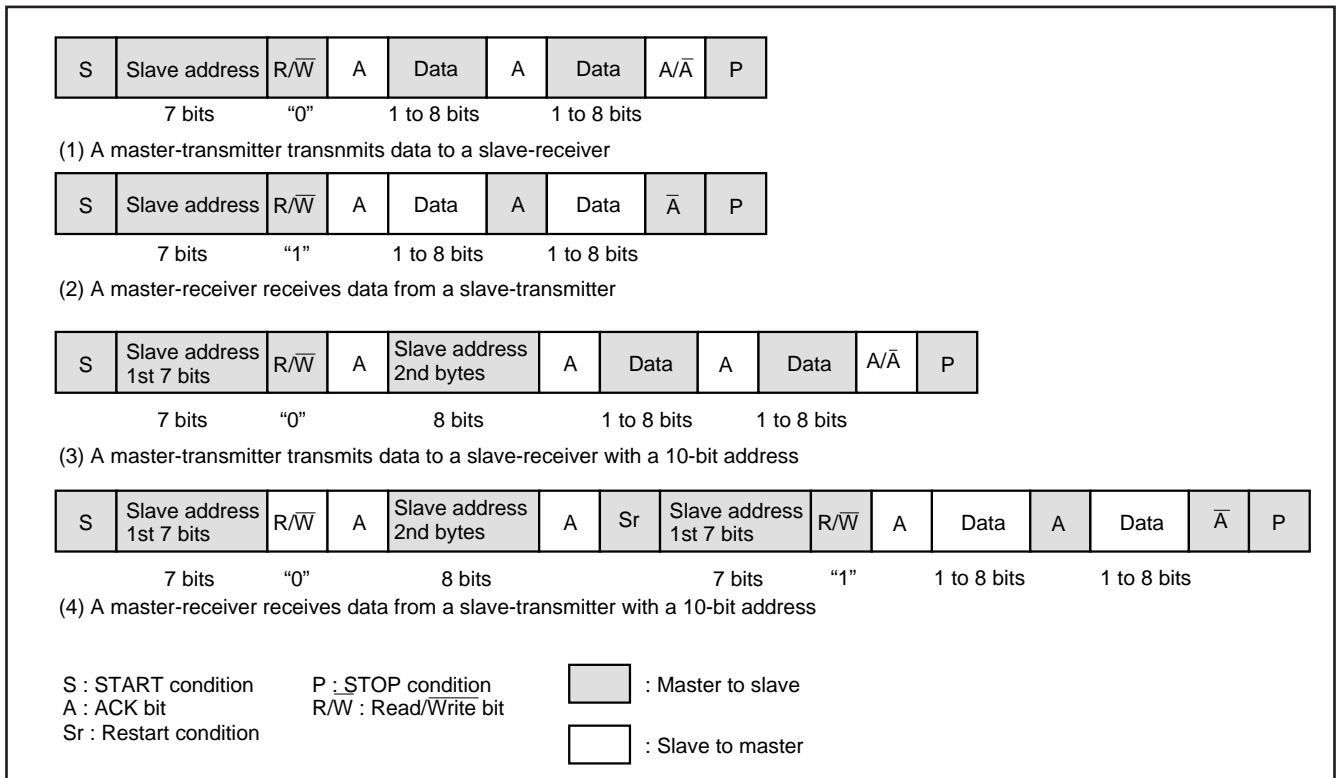 S Slave address R/W̅ A Data A Data A/A̅ P
7 bits “0” 1 to 8 bits 1 to 8 bits
(1) A master-transmitter transnmits data to a slave-receiver
S Slave address R/W̅ A Data A Data A̅ P
7 bits “1” 1 to 8 bits 1 to 8 bits
(2) A master-receiver receives data from a slave-transmitter
S Slave address 1st 7 bits R/W̅ A Slave address 2nd bytes A Data A Data A/A̅ P
7 bits “0” 8 bits 1 to 8 bits 1 to 8 bits
(3) A master-transmitter transmits data to a slave-receiver with a 10-bit address
S Slave address 1st 7 bits R/W̅ A Slave address 2nd bytes A Sr Slave address 1st 7 bits R/W̅ A Data A Data A̅ P
7 bits “0” 8 bits 7 bits “1” 1 to 8 bits 1 to 8 bits
(4) A master-receiver receives data from a slave-transmitter with a 10-bit address
S : START condition P : STOP condition : Master to slave
A : ACK bit R/W̅ : Read/W̅r̅i̅t̅e̅ bit
Sr : Restart condition
: Slave to master